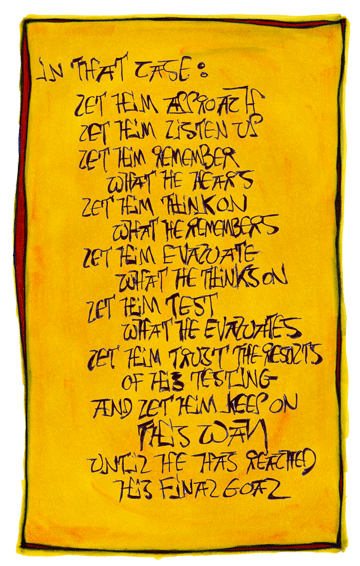 IN THAT CASE:
LET HIM APPROACH
LET HIM LISTEN US
LET HIM REMEMBER
WHAT HE HEARS
LET HIM THINK ON
WHAT HE REMEMBERS
LET HIM EVALUATE
WHAT HE THINKS ON
LET HIM TEST
WHAT HE EVALUATES
LET HIM TRUST THE RESULTS
OF HIS TESTING
AND LET HIM KEEP ON
THIS WAY
UNTIL HE HAS REACHED
HIS FINAL GOAL